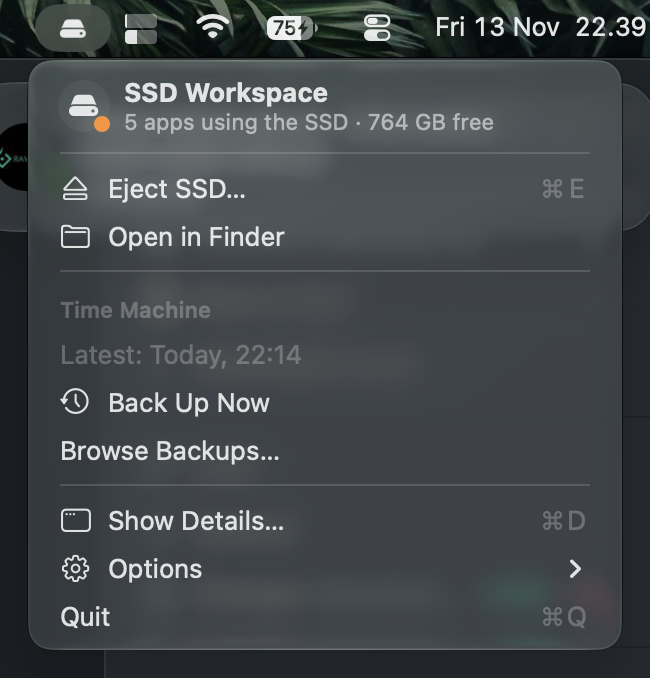 75
Fri 13 Nov 22.39
SSD Workspace
5 apps using the SSD · 764 GB free
Eject SSD... ⌘ E
Open in Finder
Time Machine
Latest: Today, 22:14
Back Up Now
Browse Backups...
Show Details... ⌘ D
Options
Quit ⌘ Q